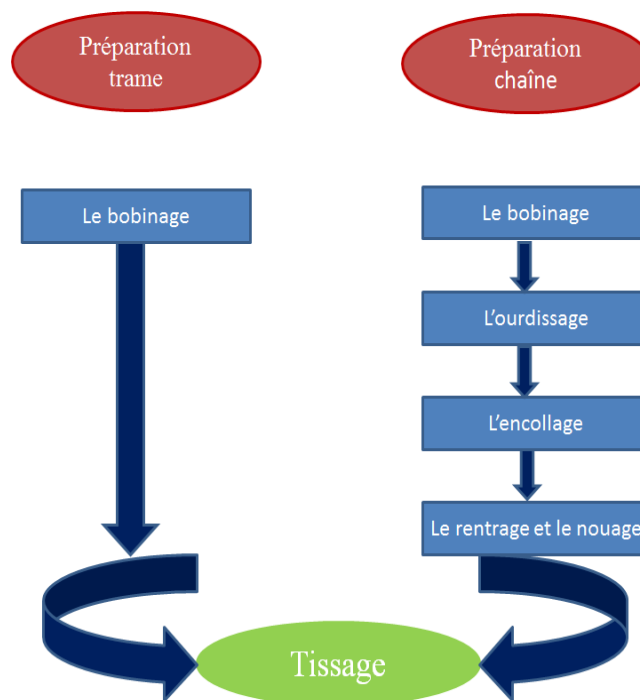 Préparation
trame
Préparation
chaîne
Le bobinage
Le bobinage
L'ourdissage
L'encollage
Le rentrage et le nouage
Tissage